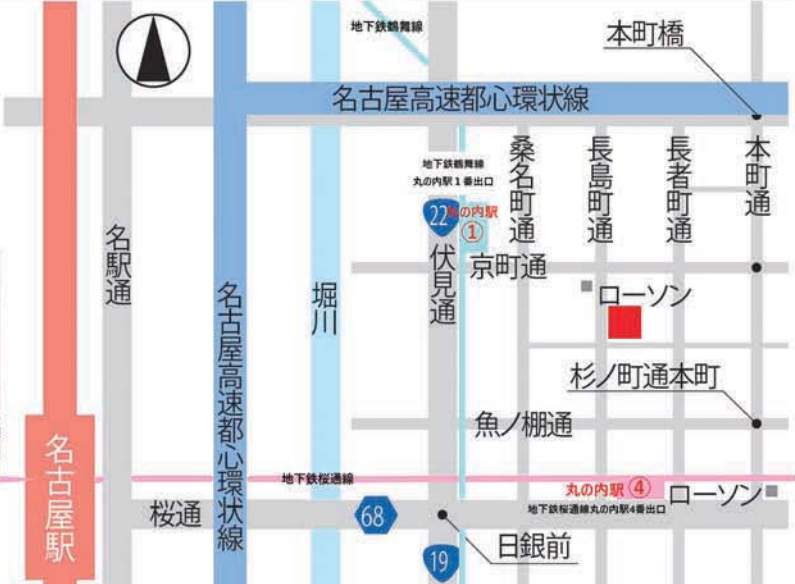 地下鉄鶴舞線
本町橋
名古屋高速都心環状線
地下鉄鶴舞線
丸の内駅1番出口
桑名町通
長島町通
長者町通
本町通
22
丸の内駅
①
名駅通
伏見通
京町通
名古屋高速都心環状線
堀川
ローソン
杉ノ町通本町
魚ノ棚通
名古屋駅
地下鉄桜通線
丸の内駅④
ローソン
地下鉄桜通線丸の内駅4番出口
桜通
68
日銀前
19